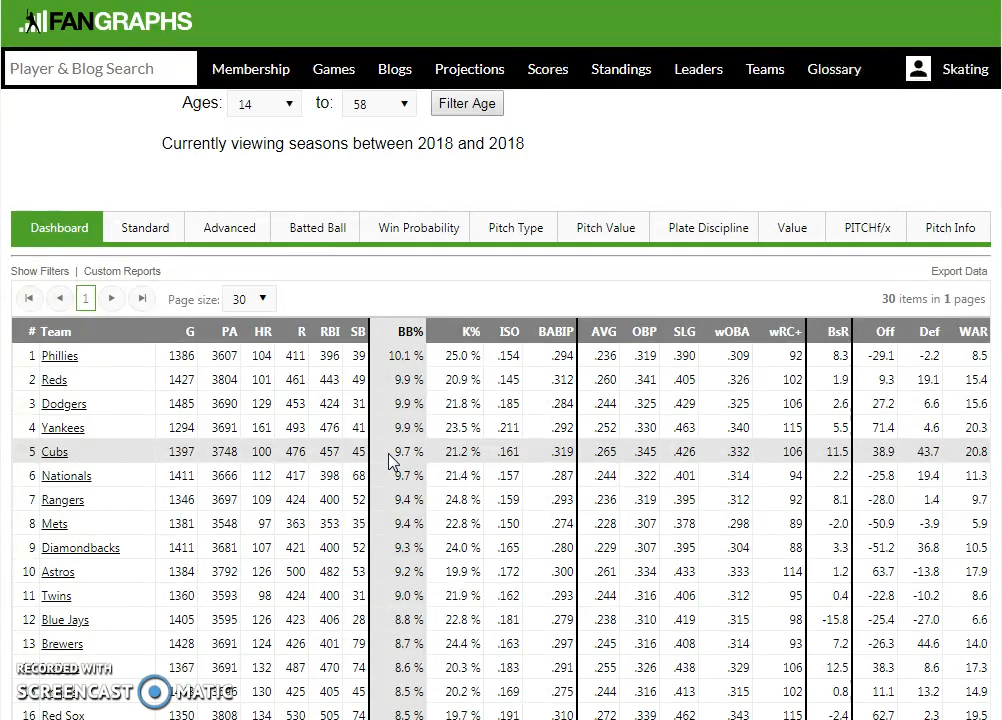 FANGRAPHS
Player & Blog Search Membership Games Blogs Projections Scores Standings Leaders Teams Glossary Skating
Ages: 14 to: 58 Filter Age
Currently viewing seasons between 2018 and 2018
Dashboard Standard Advanced Batted Ball Win Probability Pitch Type Pitch Value Plate Discipline Value PITCHf/x Pitch Info
Show Filters | Custom Reports Export Data
1 Page size: 30 30 items in 1 pages
# Team G PA HR R RBI SB BB% K% ISO BABIP AVG OBP SLG wOBA wRC+ BsR Off Def WAR
1 Phillies 1386 3607 104 411 396 39 10.1 % 25.0 % .154 .294 .236 .319 .390 .309 92 8.3 -29.1 -2.2 8.5
2 Reds 1427 3804 101 461 443 49 9.9 % 20.9 % .145 .312 .260 .341 .405 .326 102 1.9 9.3 19.1 15.4
3 Dodgers 1485 3690 129 453 424 31 9.9 % 21.8 % .185 .284 .244 .325 .429 .325 106 2.6 27.2 6.6 15.6
4 Yankees 1294 3691 161 493 476 41 9.9 % 23.5 % .211 .292 .252 .330 .463 .340 115 5.5 71.4 4.6 20.3
5 Cubs 1397 3748 100 476 457 45 9.7 % 21.2 % .161 .319 .265 .345 .426 .332 106 11.5 38.9 43.7 20.8
6 Nationals 1411 3666 112 417 398 68 9.7 % 21.4 % .157 .287 .244 .322 .401 .314 94 2.2 -25.8 19.4 11.3
7 Rangers 1346 3697 109 424 400 52 9.4 % 24.8 % .159 .293 .236 .319 .395 .312 92 8.1 -28.0 1.4 9.7
8 Mets 1381 3548 97 363 353 35 9.4 % 22.8 % .150 .274 .228 .307 .378 .298 89 -2.0 -50.9 -3.9 5.9
9 Diamondbacks 1411 3681 107 421 400 52 9.3 % 24.0 % .165 .280 .229 .307 .395 .304 88 3.3 -51.2 36.8 10.5
10 Astros 1384 3792 126 500 482 53 9.2 % 19.9 % .172 .300 .261 .334 .433 .333 114 1.2 63.7 -13.8 17.9
11 Twins 1360 3593 98 424 400 31 9.0 % 21.9 % .162 .292 .244 .316 .406 .312 95 0.4 -22.8 -10.2 8.6
12 Blue Jays 1405 3595 126 423 406 28 8.8 % 22.8 % .181 .279 .238 .310 .419 .315 98 -15.8 -25.4 -27.0 6.6
13 Brewers 1428 3691 124 426 401 79 8.7 % 24.4 % .163 .297 .245 .316 .408 .314 93 7.2 -26.3 44.6 14.0
RECORDED WITH 1367 3691 132 487 470 74 8.6 % 20.3 % .183 .291 .255 .326 .438 .329 106 12.5 38.3 8.6 17.3
SCREENCAST-O-MATIC 130 425 405 45 8.5 % 20.2 % .169 .275 .244 .316 .413 .315 102 0.8 11.1 13.2 14.9
16 Red Sox 1350 3808 134 530 505 74 8.5 % 19.7 % .191 .310 .272 .339 .462 .343 115 -2.4 62.7 2.3 19.5